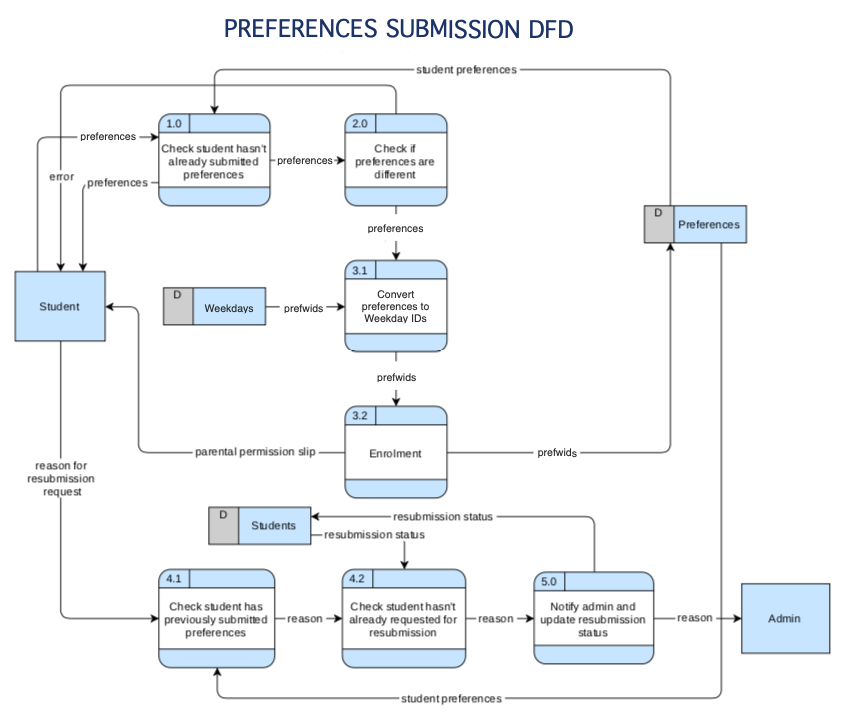 PREFERENCES SUBMISSION DFD
student preferences
1.0
Check student hasn't
already submitted
preferences
2.0
Check if
preferences are
different
preferences
preferences
preferences
error
preferences
D
Preferences
3.1
Convert
preferences to
Weekday IDs
D
Weekdays
prefwids
Student
prefwids
3.2
Enrolment
parental permission slip
prefwids
reason for
resubmission
request
D
Students
resubmission status
resubmission status
4.1
Check student has
previously submitted
preferences
reason
4.2
Check student hasn't
already requested for
resubmission
reason
5.0
Notify admin and
update resubmission
status
reason
Admin
student preferences